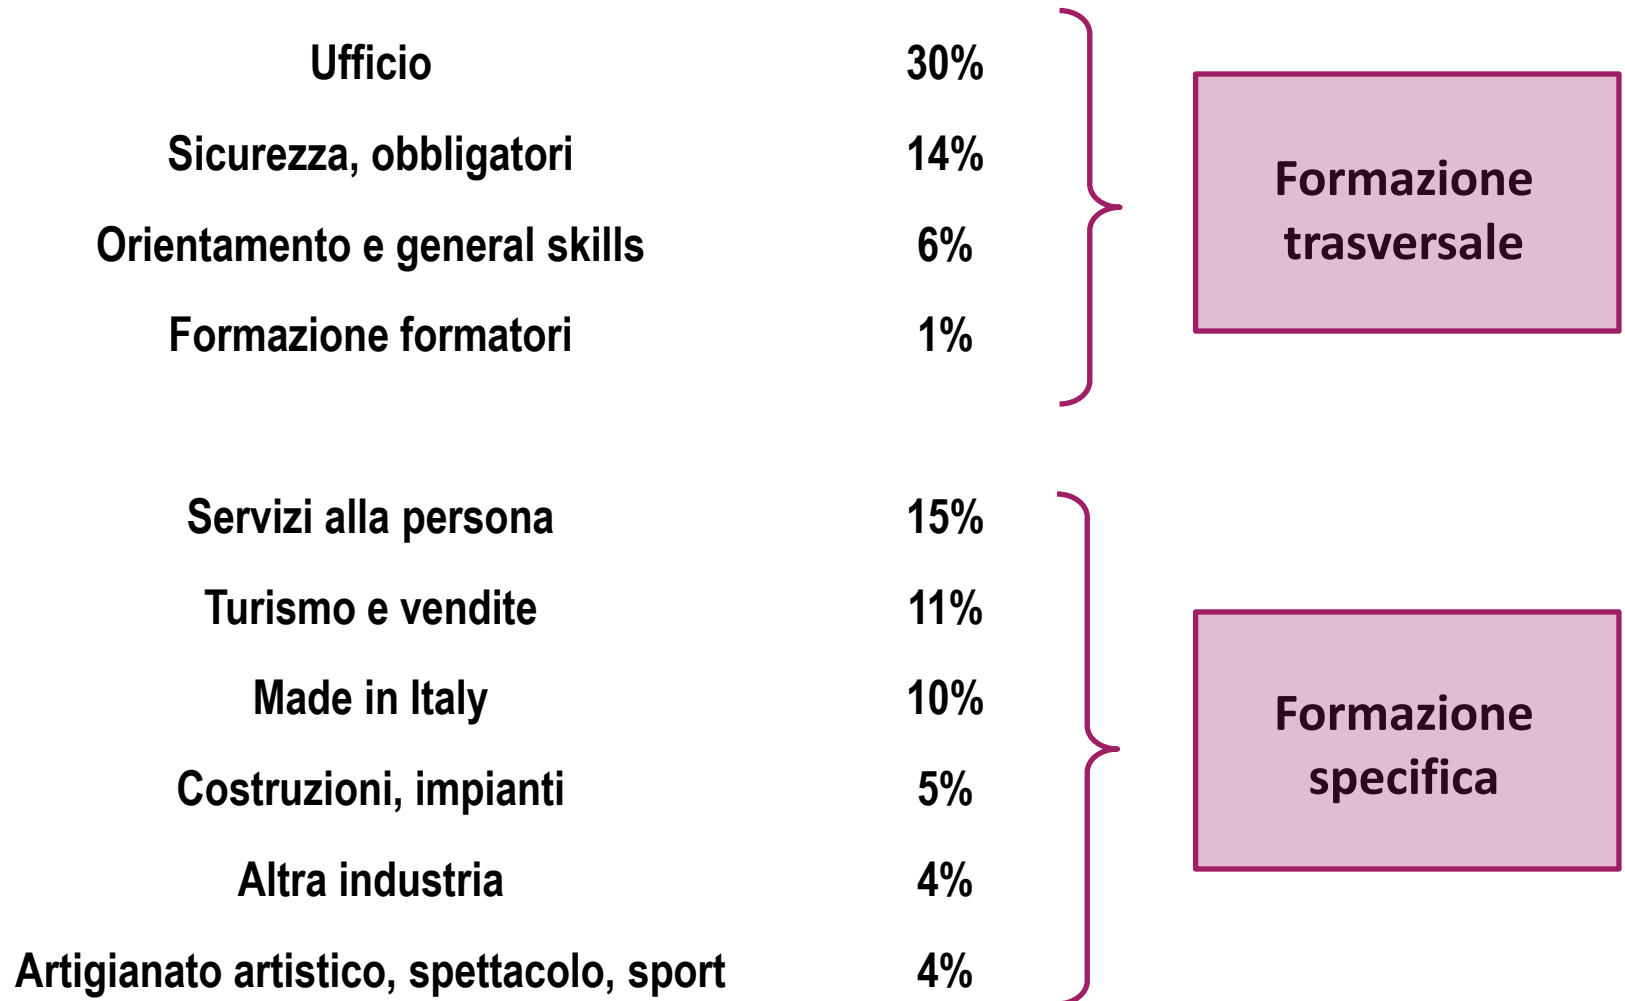 Ufficio 30%
Sicurezza, obbligatori 14%
Orientamento e general skills 6%
Formazione formatori 1%
Formazione
trasversale
Servizi alla persona 15%
Turismo e vendite 11%
Made in Italy 10%
Costruzioni, impianti 5%
Altra industria 4%
Artigianato artistico, spettacolo, sport 4%
Formazione
specifica